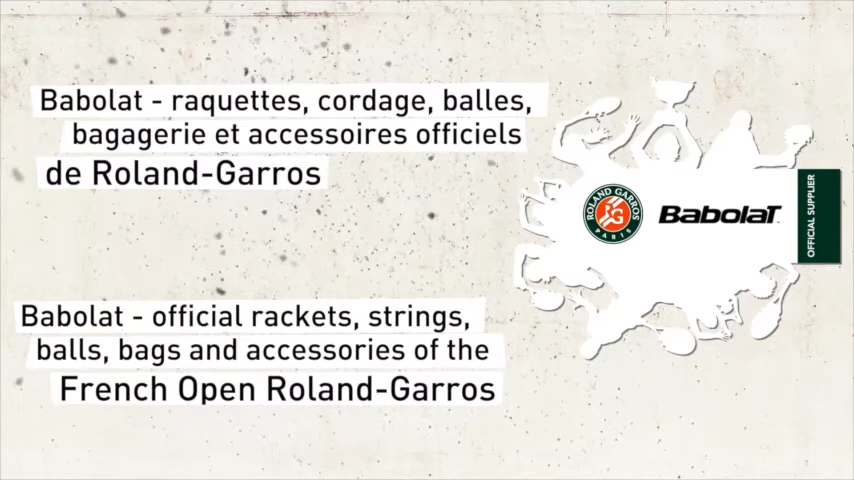 Babolat - raquettes, cordage, balles,
bagagerie et accessoires officiels
de Roland-Garros
ROLAND GARROS
RG
PARIS
BabolaT
OFFICIAL SUPPLIER
Babolat - official rackets, strings,
balls, bags and accessories of the
French Open Roland-Garros